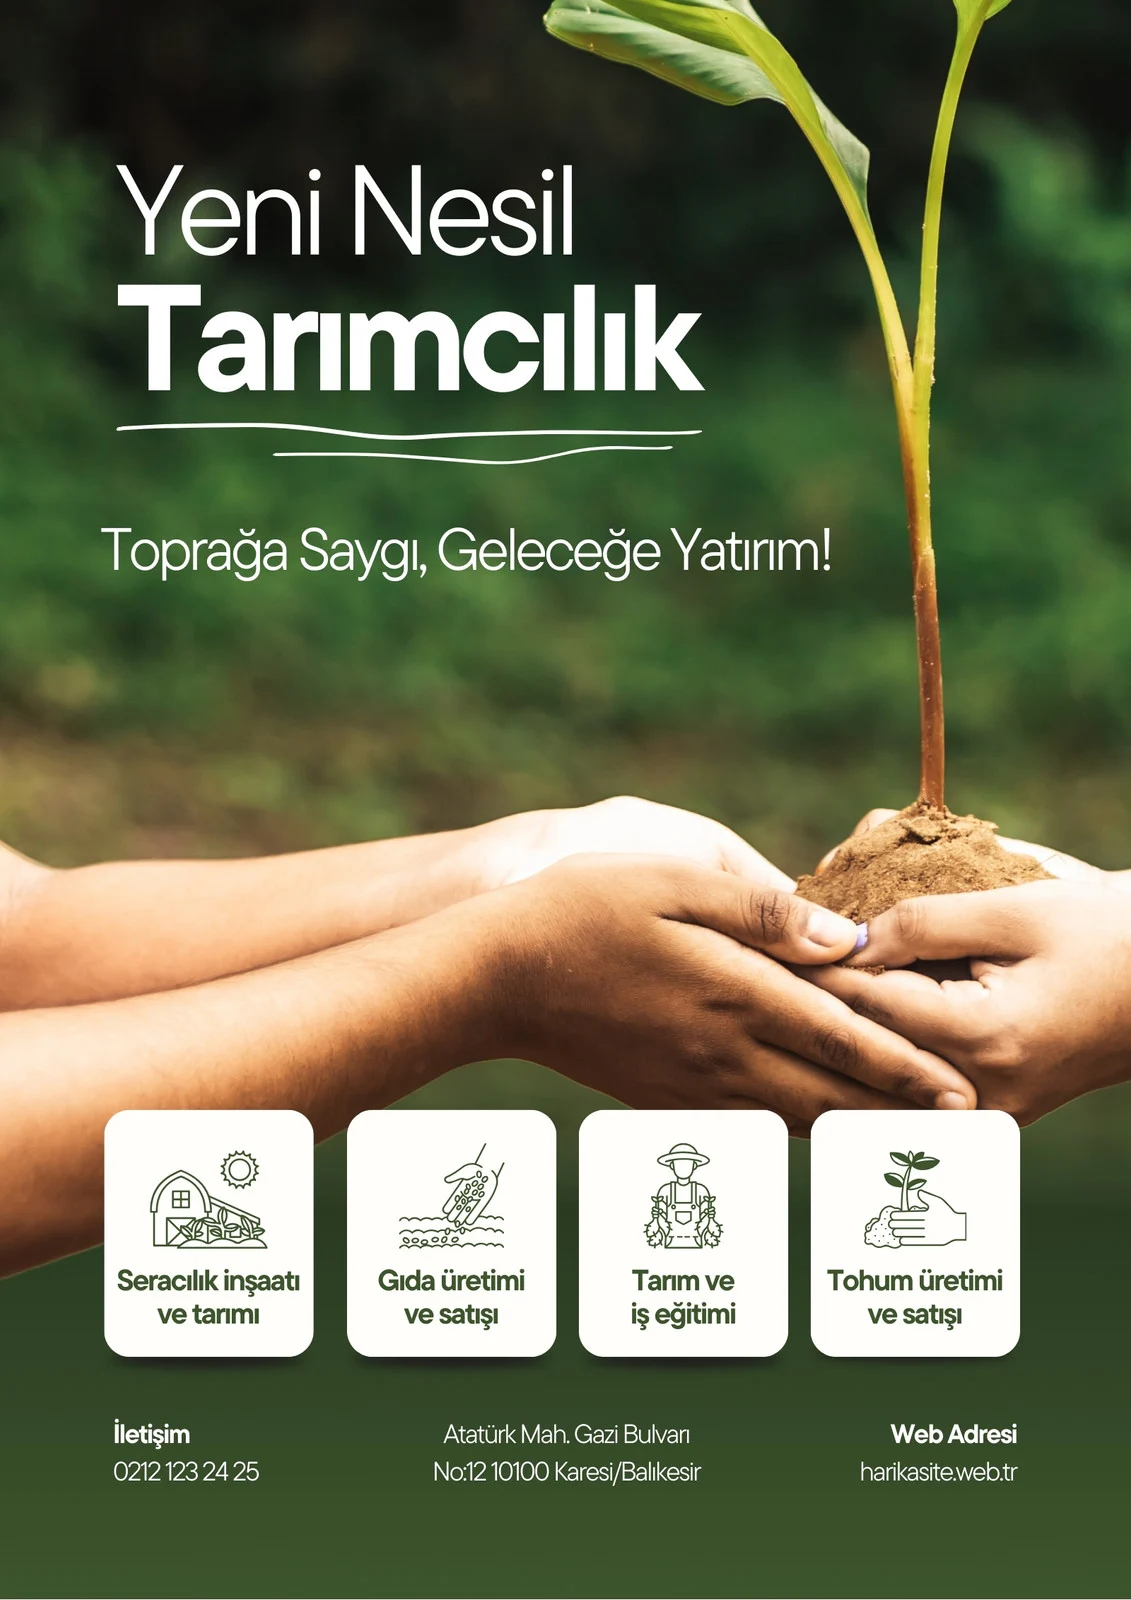 Yeni Nesil
Tarımcılık
Toprağa Saygı, Geleceğe Yatırım!
Seracılık inşaatı
ve tarımı
Gıda üretimi
ve satışı
Tarım ve
iş eğitimi
Tohum üretimi
ve satışı
İletişim
0212 123 24 25
Atatürk Mah. Gazi Bulvarı
No:12 10100 Karesi/Balıkesir
Web Adresi
harikasite.web.tr